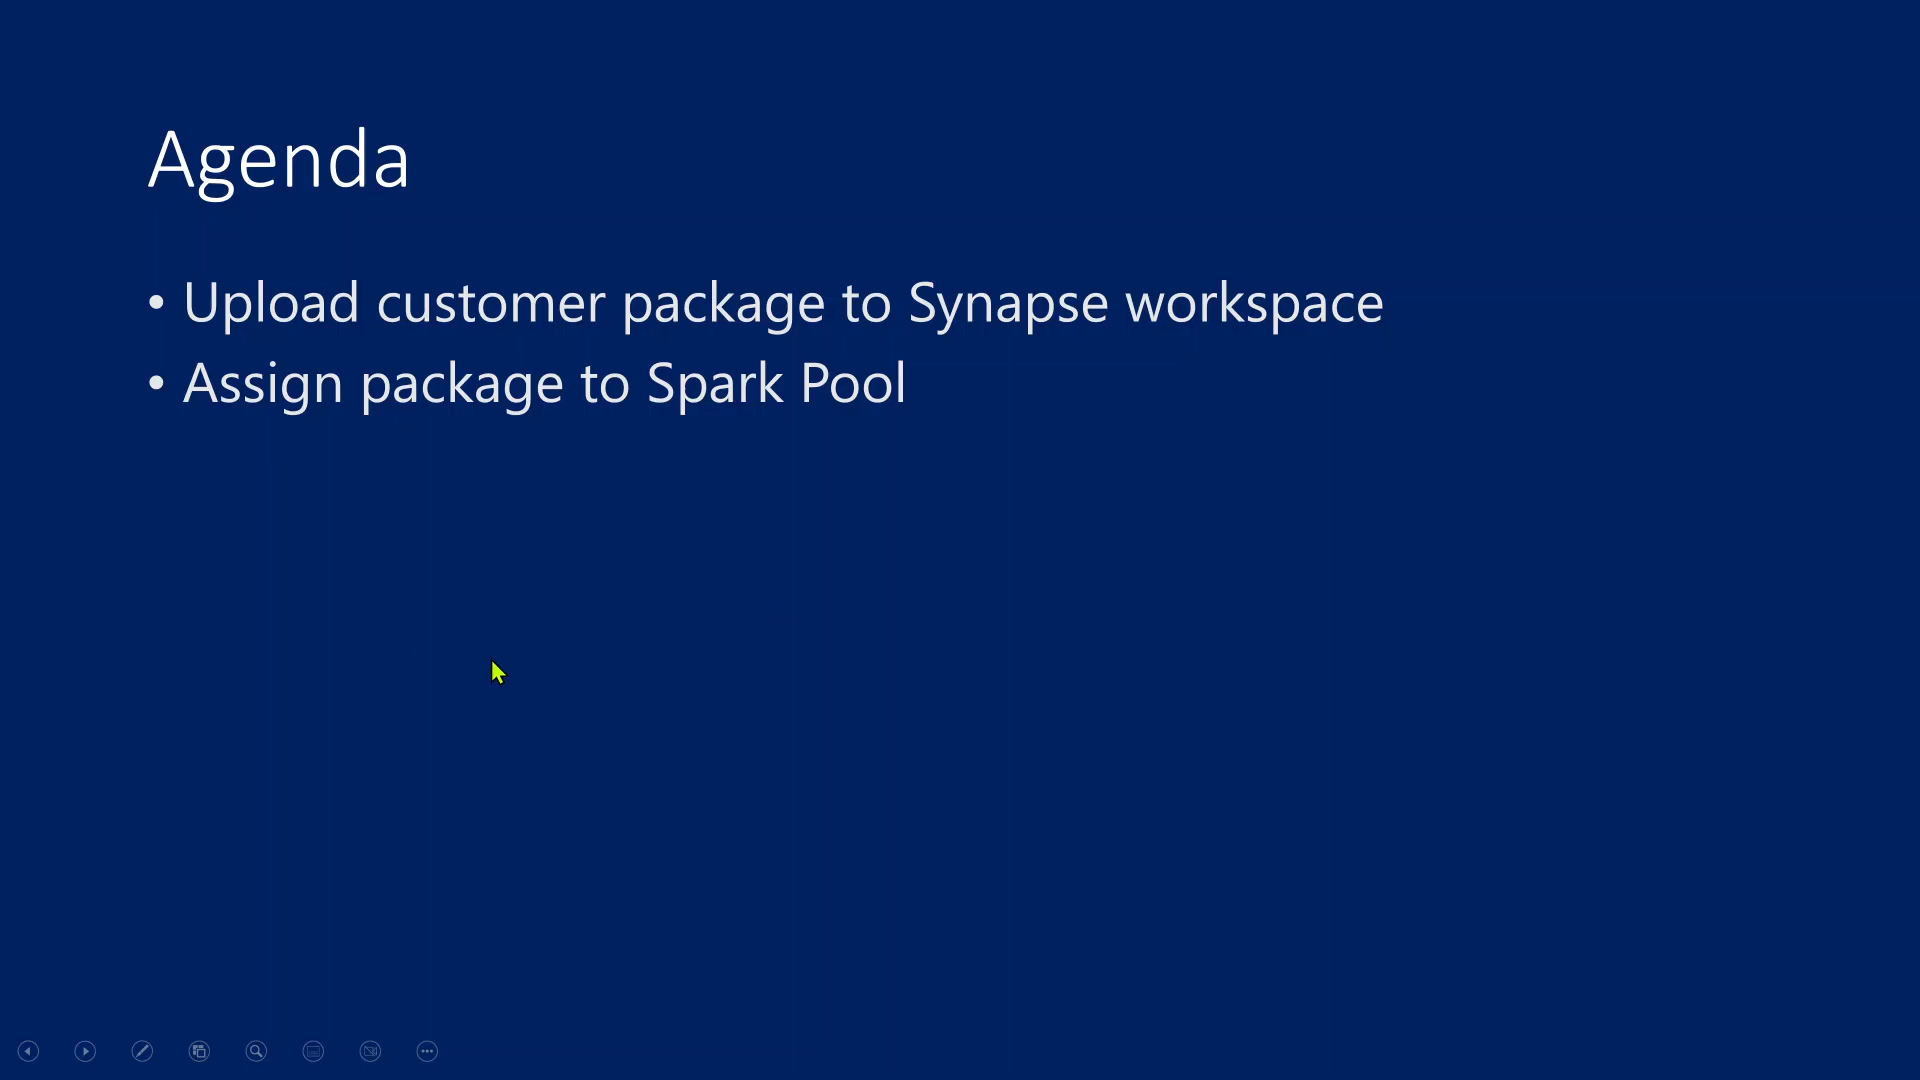 Agenda
• Upload customer package to Synapse workspace
• Assign package to Spark Pool